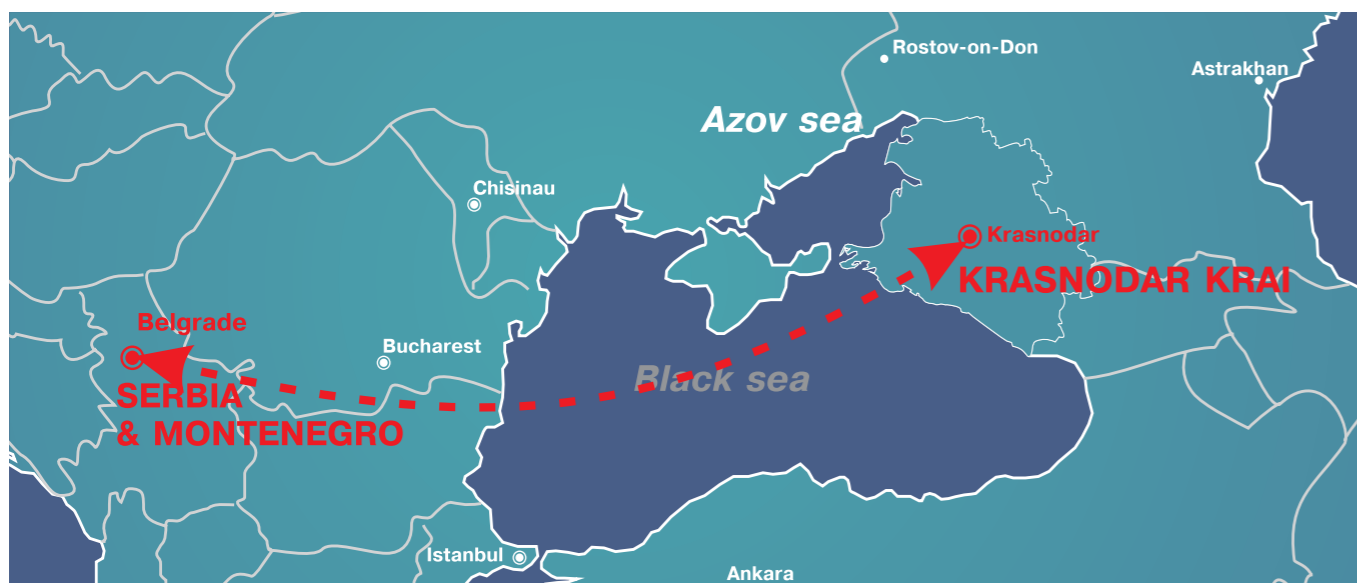 Rostov-on-Don
Astrakhan
Azov sea
Chisinau
Krasnodar
KRASNODAR KRAI
Belgrade
Bucharest
Black sea
SERBIA
& MONTENEGRO
Istanbul
Ankara